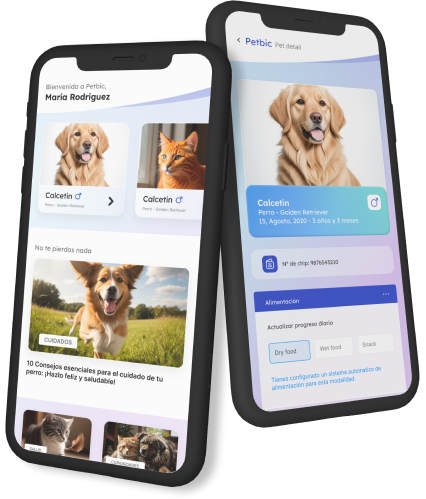 Bienvenida a Petbic,
María Rodríguez
Calcetín
Perro - Golden Retriever
Calcetín
Perro - Golden Retriever
No te pierdas nada
CUIDADOS
10 Consejos esenciales para el cuidado de tu
perro: ¡Hazlo feliz y saludable!
SALUD
CURIOSIDADES
Petbic Pet detail
Calcetín
Perro - Golden Retriever
15, Agosto, 2020 - 3 años y 3 meses
Nº de chip: 9876543210
Alimentación
Actualizar progreso diario
Dry food
Wet food
Snack
Tienes configurado un sistema automatico de
alimentación para esta modalidad.